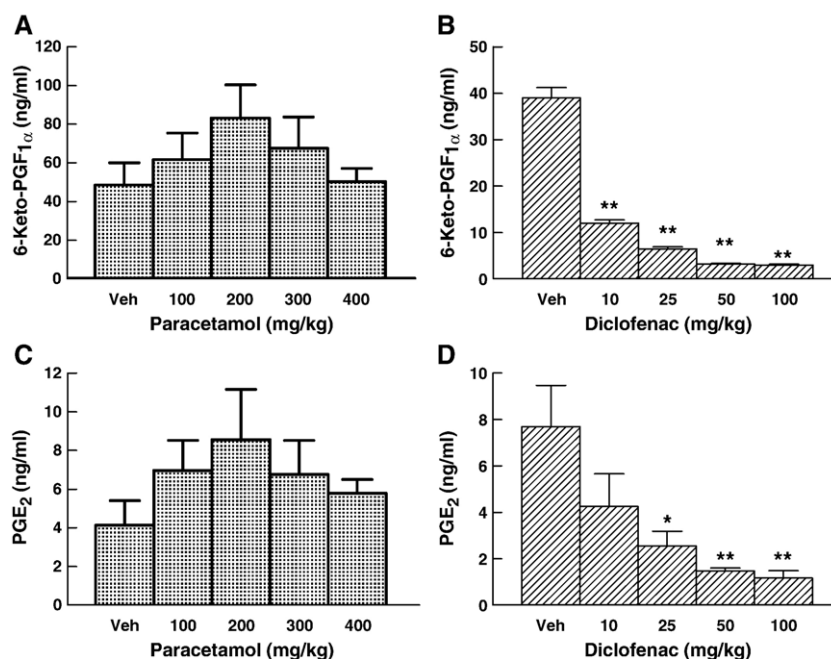 A
120
100
80
60
40
20
0
6-Keto-PGF1α (ng/ml)
Veh 100 200 300 400
Paracetamol (mg/kg)
B
50
40
30
20
10
0
6-Keto-PGF1α (ng/ml)
** ** ** **
Veh 10 25 50 100
Diclofenac (mg/kg)
C
12
10
8
6
4
2
0
PGE2 (ng/ml)
Veh 100 200 300 400
Paracetamol (mg/kg)
D
10
8
6
4
2
0
PGE2 (ng/ml)
* ** **
Veh 10 25 50 100
Diclofenac (mg/kg)